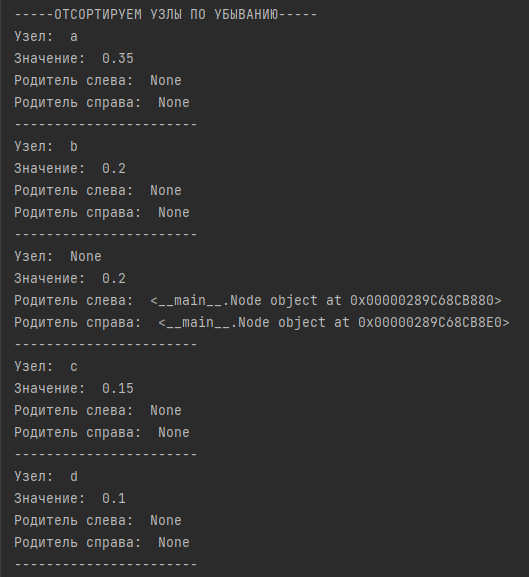 -----ОТСОРТИРУЕМ УЗЛЫ ПО УБЫВАНИЮ-----
Узел:  a
Значение:  0.35
Родитель слева:  None
Родитель справа:  None
-----------------------
Узел:  b
Значение:  0.2
Родитель слева:  None
Родитель справа:  None
-----------------------
Узел:  None
Значение:  0.2
Родитель слева:  <__main__.Node object at 0x00000289C68CB880>
Родитель справа:  <__main__.Node object at 0x00000289C68CB8E0>
-----------------------
Узел:  c
Значение:  0.15
Родитель слева:  None
Родитель справа:  None
-----------------------
Узел:  d
Значение:  0.1
Родитель слева:  None
Родитель справа:  None
-----------------------